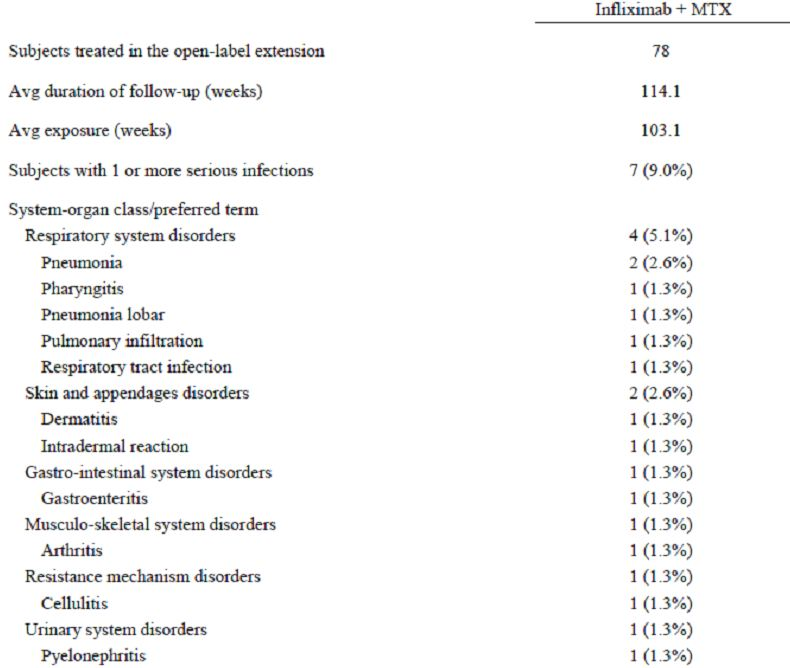 Infliximab + MTX
Subjects treated in the open-label extension 78
Avg duration of follow-up (weeks) 114.1
Avg exposure (weeks) 103.1
Subjects with 1 or more serious infections 7 (9.0%)
System-organ class/preferred term
Respiratory system disorders 4 (5.1%)
Pneumonia 2 (2.6%)
Pharyngitis 1 (1.3%)
Pneumonia lobar 1 (1.3%)
Pulmonary infiltration 1 (1.3%)
Respiratory tract infection 1 (1.3%)
Skin and appendages disorders 2 (2.6%)
Dermatitis 1 (1.3%)
Intradermal reaction 1 (1.3%)
Gastro-intestinal system disorders 1 (1.3%)
Gastroenteritis 1 (1.3%)
Musculo-skeletal system disorders 1 (1.3%)
Arthritis 1 (1.3%)
Resistance mechanism disorders 1 (1.3%)
Cellulitis 1 (1.3%)
Urinary system disorders 1 (1.3%)
Pyelonephritis 1 (1.3%)